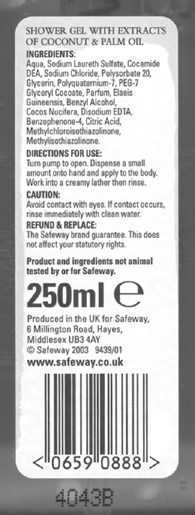 SHOWER GEL WITH EXTRACTS
OF COCONUT & PALM OIL
INGREDIENTS:
Aqua, Sodium Laureth Sulfate, Cocamide
DEA, Sodium Chloride, Polysorbate 20,
Glycerin, Polyquaternium-7, PEG-7
Glyceryl Cocoate, Parfum, Elaeis
Guineensis, Benzyl Alcohol,
Cocos Nucifera, Disodium EDTA,
Benzophenone-4, Citric Acid,
Methylchloroisothiazolinone,
Methylisothiazolinone.
DIRECTIONS FOR USE:
Turn pump to open. Dispense a small
amount onto hand and apply to the body.
Work into a creamy lather then rinse.
CAUTION:
Avoid contact with eyes. If contact occurs,
rinse immediately with clean water.
REFUND & REPLACE:
The Safeway brand guarantee. This does
not affect your statutory rights.
Product and ingredients not animal
tested by or for Safeway.
250ml ℮
Produced in the UK for Safeway,
6 Millington Road, Hayes,
Middlesex UB3 4AY
© Safeway 2003 9439/01
www.safeway.co.uk
<0659 0888>
4043B